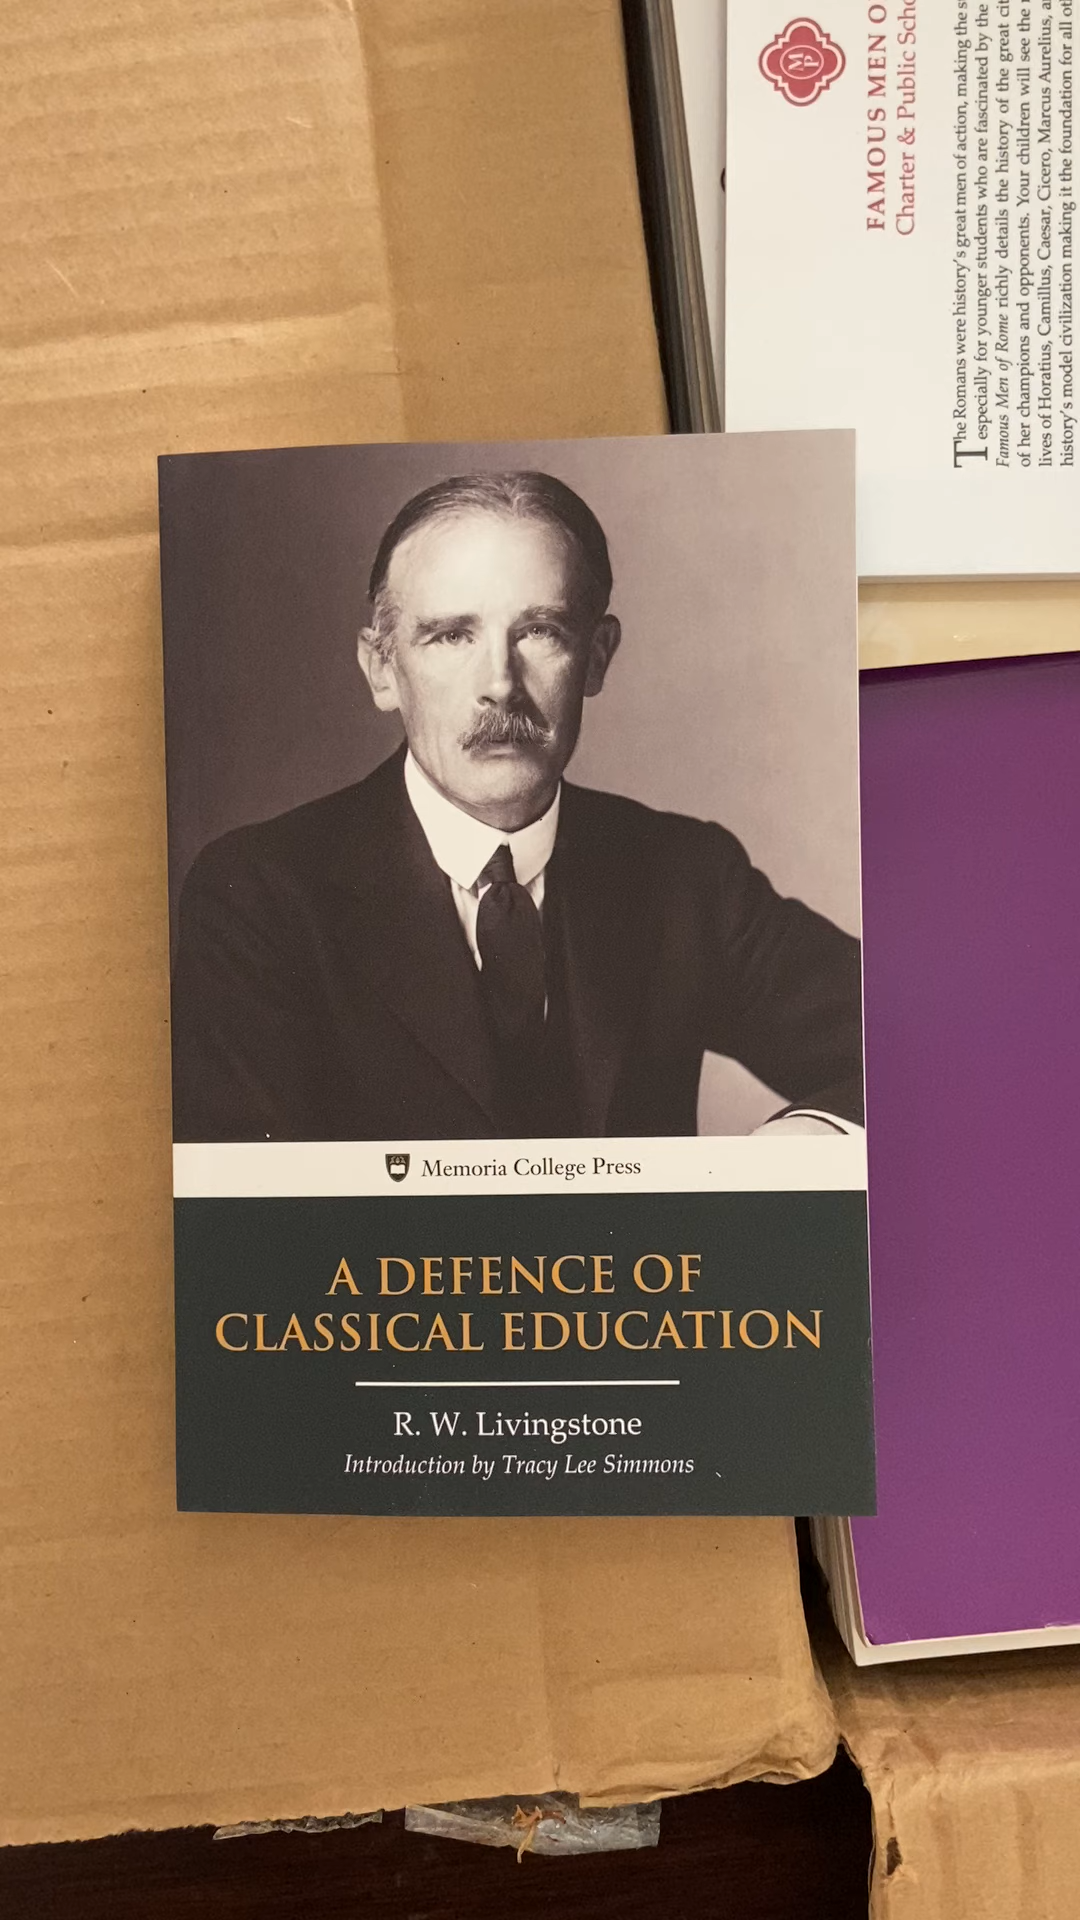 Memoria College Press
A DEFENCE OF
CLASSICAL EDUCATION
R. W. Livingstone
Introduction by Tracy Lee Simmons
MP
FAMOUS MEN O
Charter & Public Scho
The Romans were history's great men of action, making the
especially for younger students who are fascinated by the
Famous Men of Rome richly details the history of the great
of her champions and opponents. Your children will see the
lives of Horatius, Camillus, Caesar, Cicero, Marcus Aurelius,
history's model civilization making it the foundation for all